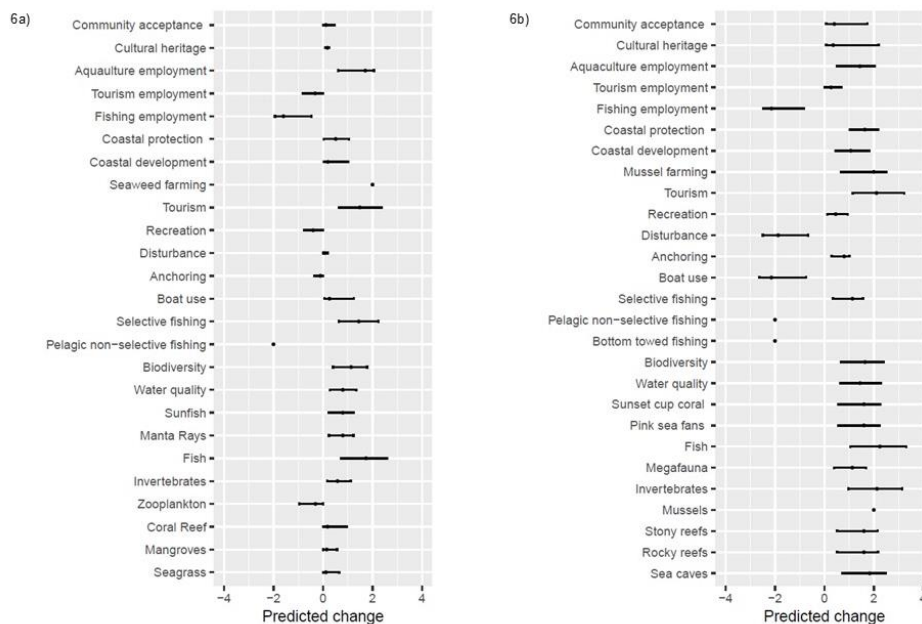 6a)
Community acceptance
Cultural heritage
Aquaulture employment
Tourism employment
Fishing employment
Coastal protection
Coastal development
Seaweed farming
Tourism
Recreation
Disturbance
Anchoring
Boat use
Selective fishing
Pelagic non-selective fishing
Biodiversity
Water quality
Sunfish
Manta Rays
Fish
Invertebrates
Zooplankton
Coral Reef
Mangroves
Seagrass
−4 −2 0 2 4
Predicted change
6b)
Community acceptance
Cultural heritage
Aquaculture employment
Tourism employment
Fishing employment
Coastal protection
Coastal development
Mussel farming
Tourism
Recreation
Disturbance
Anchoring
Boat use
Selective fishing
Pelagic non-selective fishing
Bottom towed fishing
Biodiversity
Water quality
Sunset cup coral
Pink sea fans
Fish
Megafauna
Invertebrates
Mussels
Stony reefs
Rocky reefs
Sea caves
−4 −2 0 2 4
Predicted change